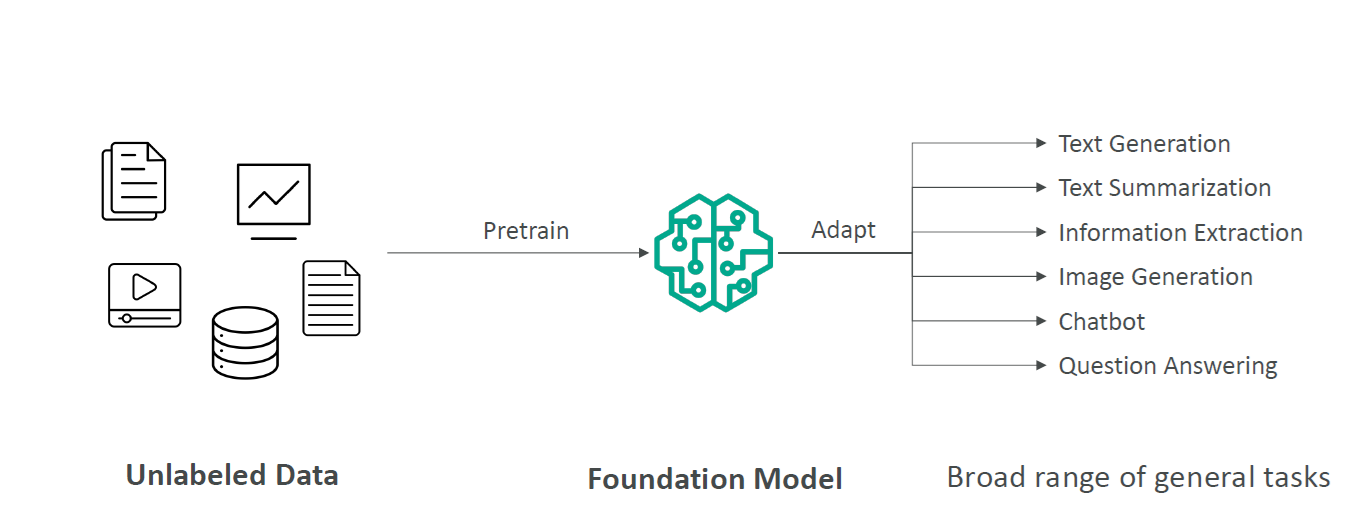 Pretrain
Adapt
Text Generation
Text Summarization
Information Extraction
Image Generation
Chatbot
Question Answering
Unlabeled Data
Foundation Model
Broad range of general tasks